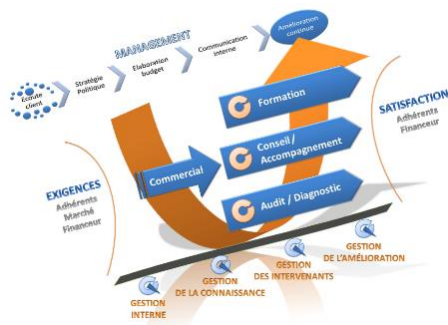 MANAGEMENT
Ecoute
client
Stratégie
Politique
Elaboration
budget
Communication
interne
Amélioration
continue
EXIGENCES
Adhérents
Marché
Financeur
Commercial
Formation
Conseil /
Accompagnement
Audit / Diagnostic
SATISFACTION
Adhérents
Financeur
GESTION
INTERNE
GESTION
DE LA CONNAISSANCE
GESTION
DES INTERVENANTS
GESTION
DE L'AMÉLIORATION